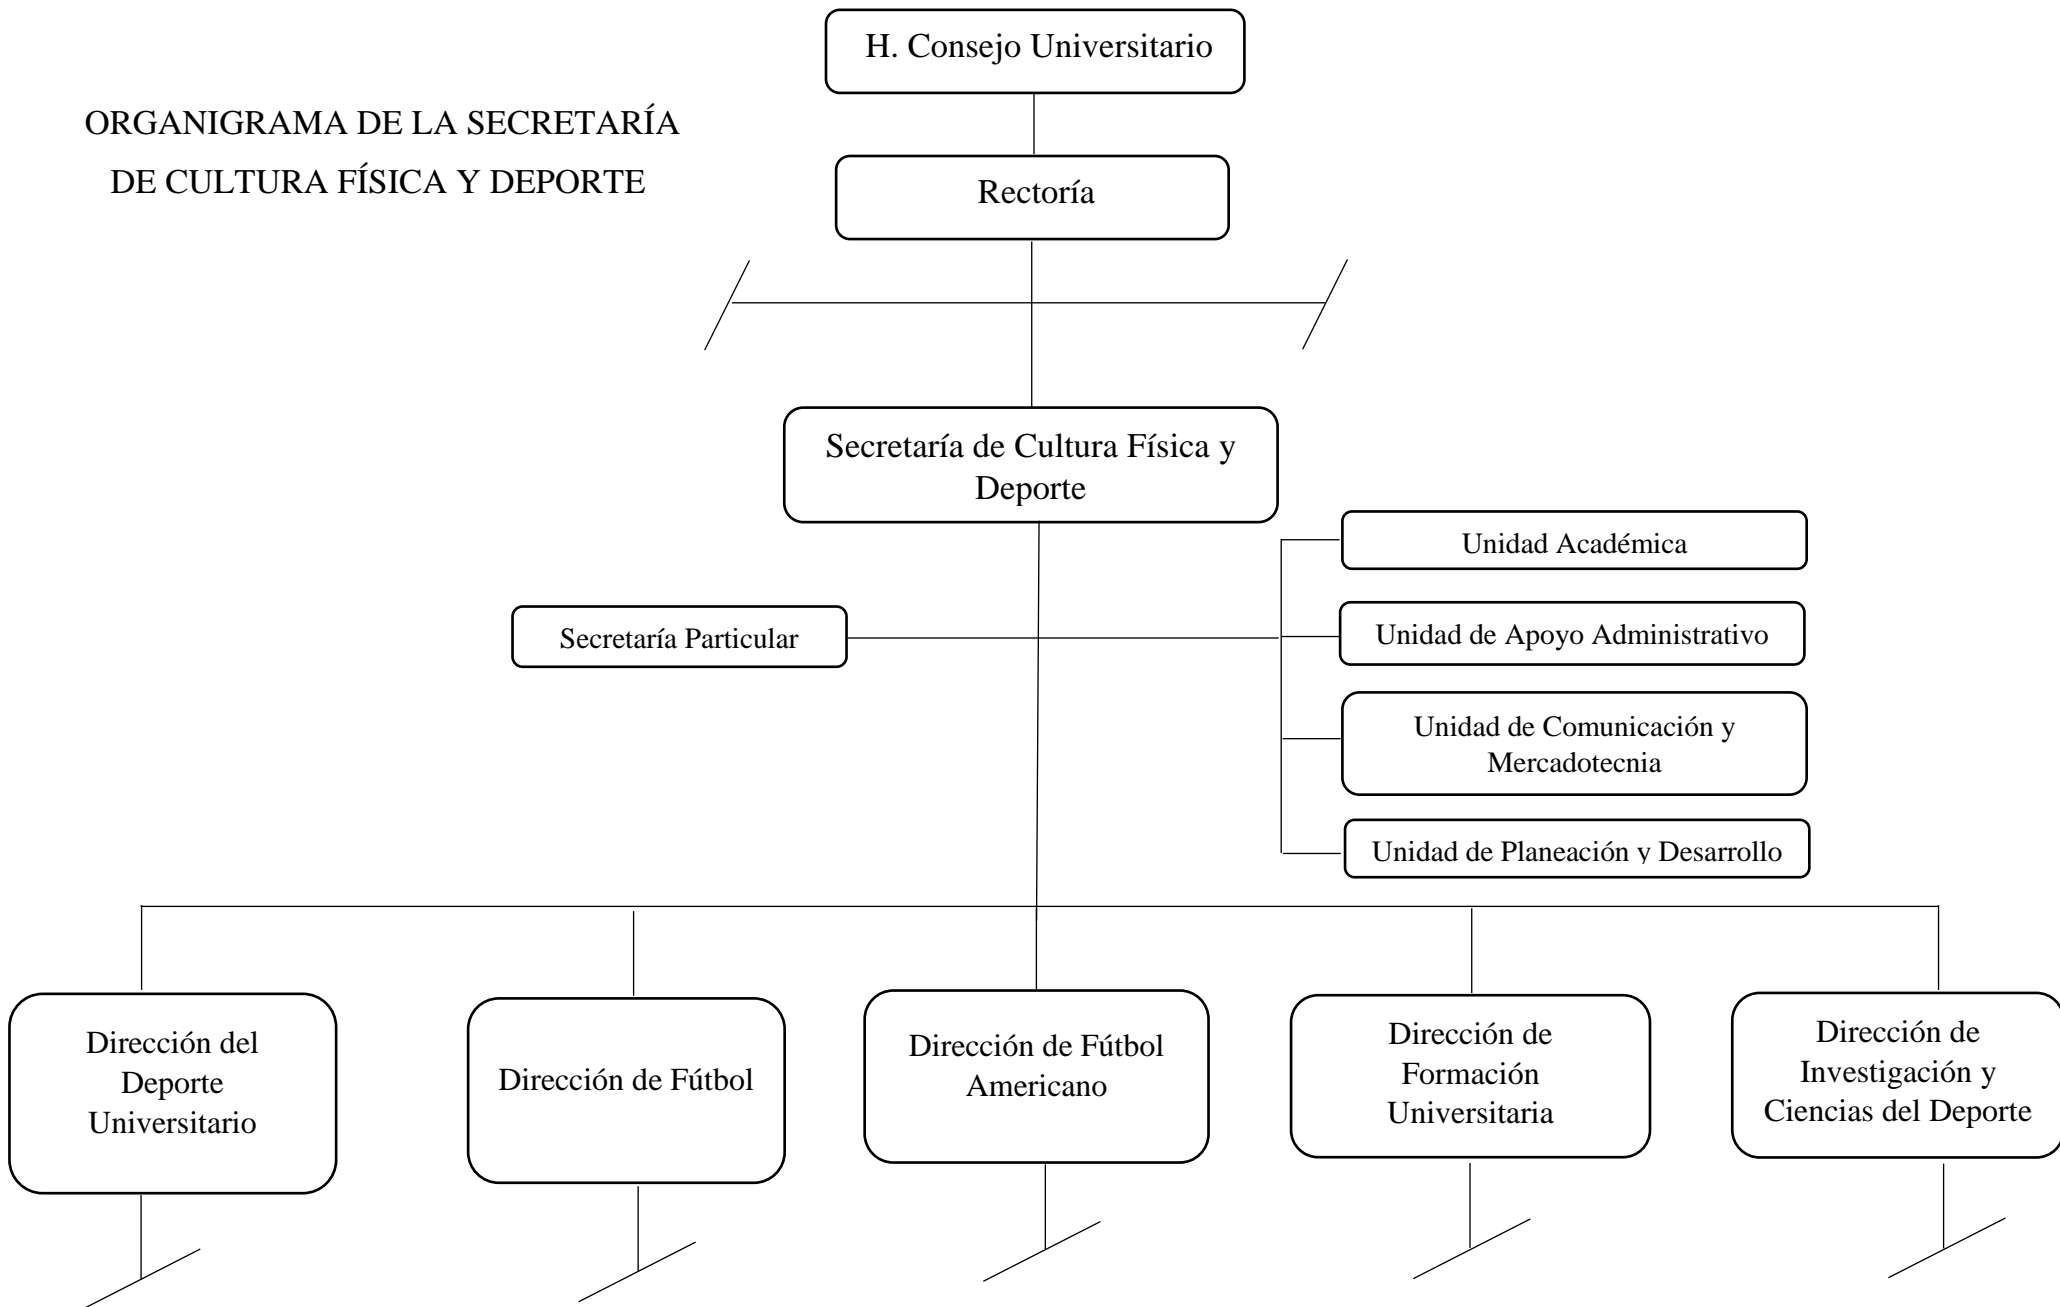 H. Consejo Universitario
ORGANIGRAMA DE LA SECRETARÍA
DE CULTURA FÍSICA Y DEPORTE
Rectoría
Secretaría de Cultura Física y
Deporte
Unidad Académica
Secretaría Particular
Unidad de Apoyo Administrativo
Unidad de Comunicación y
Mercadotecnia
Unidad de Planeación y Desarrollo
Dirección del
Deporte
Universitario
Dirección de Fútbol
Dirección de Fútbol
Americano
Dirección de
Formación
Universitaria
Dirección de
Investigación y
Ciencias del Deporte